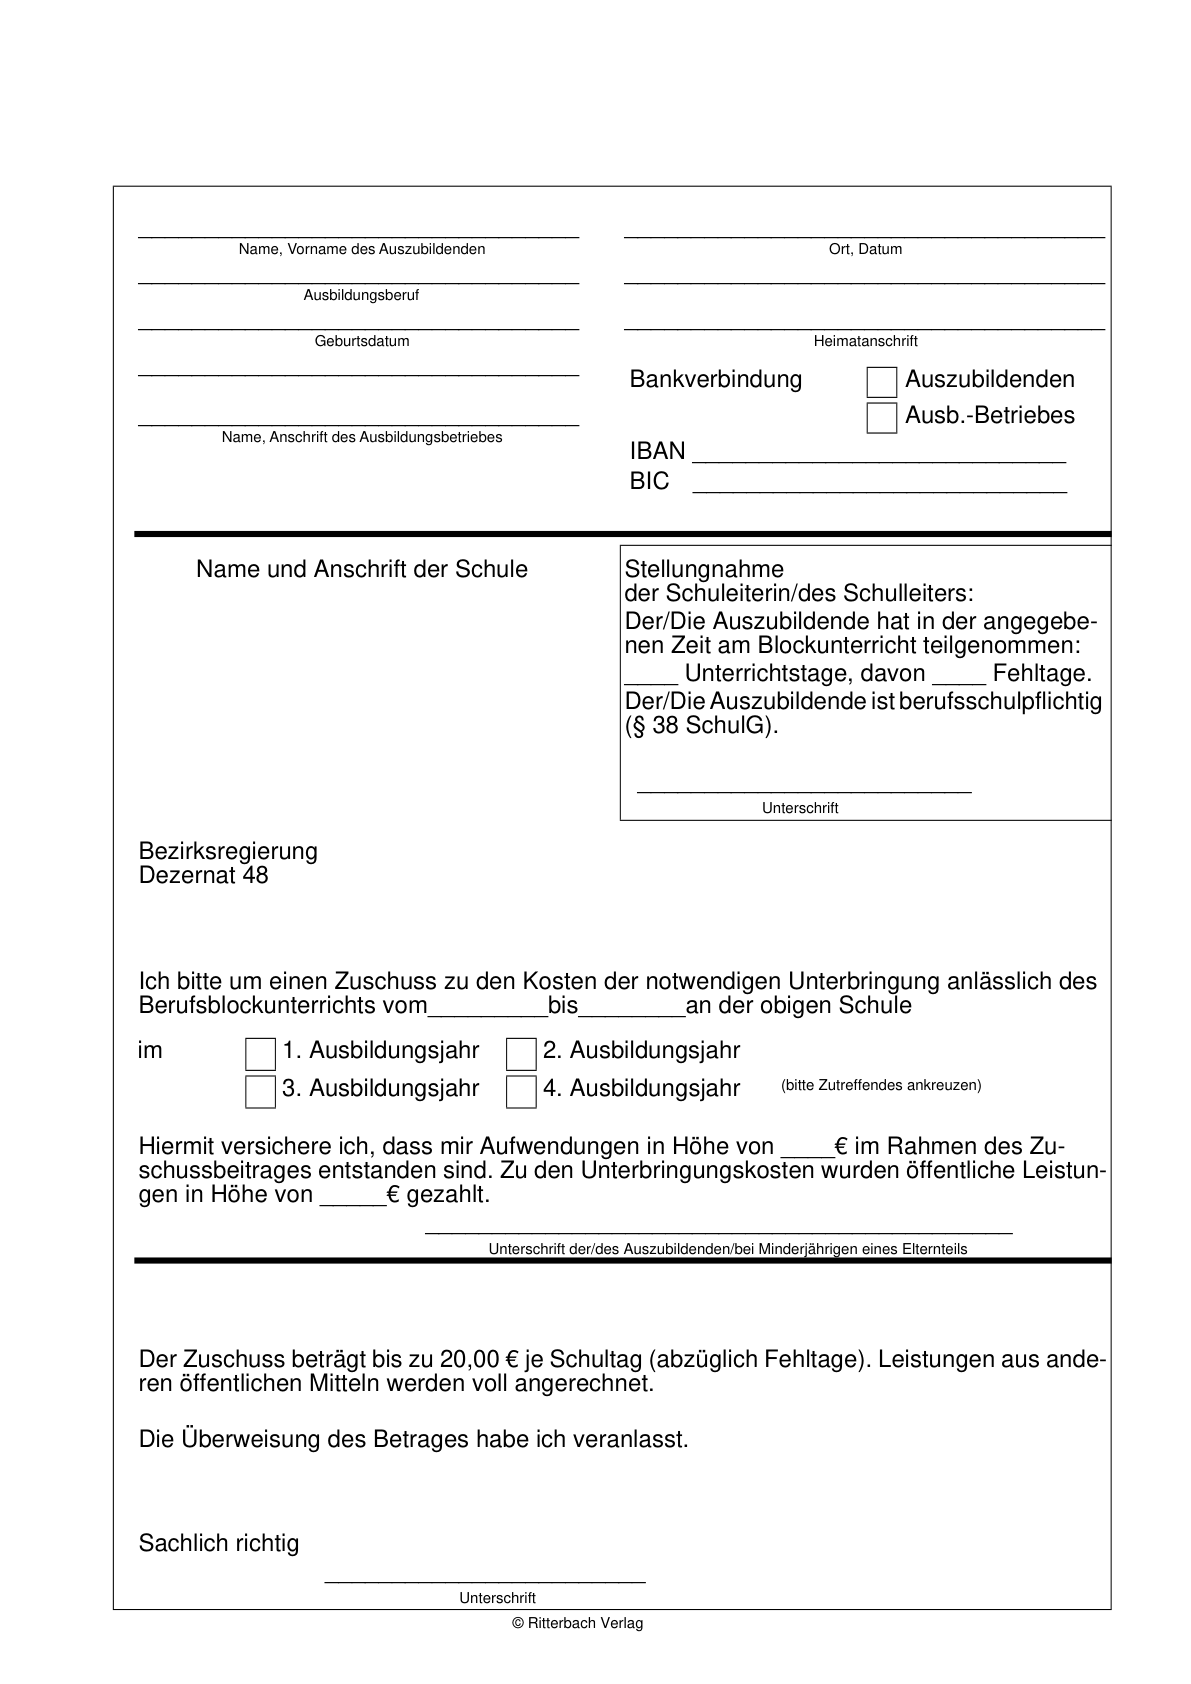 Name, Vorname des Auszubildenden
Ort, Datum
Ausbildungsberuf
Geburtsdatum
Heimatanschrift
Bankverbindung
Auszubildenden
Ausb.-Betriebes
Name, Anschrift des Ausbildungsbetriebes
IBAN ____________________________
BIC ____________________________
Name und Anschrift der Schule
Stellungnahme
der Schuleiterin/des Schulleiters:
Der/Die Auszubildende hat in der angegebe-
nen Zeit am Blockunterricht teilgenommen:
____ Unterrichtstage, davon ____ Fehltage.
Der/Die Auszubildende ist berufsschulpflichtig
(§ 38 SchulG).
Unterschrift
Bezirksregierung
Dezernat 48
Ich bitte um einen Zuschuss zu den Kosten der notwendigen Unterbringung anlässlich des
Berufsblockunterrichts vom_________bis________an der obigen Schule
im 1. Ausbildungsjahr 2. Ausbildungsjahr
3. Ausbildungsjahr 4. Ausbildungsjahr (bitte Zutreffendes ankreuzen)
Hiermit versichere ich, dass mir Aufwendungen in Höhe von ____€ im Rahmen des Zu-
schussbeitrages entstanden sind. Zu den Unterbringungskosten wurden öffentliche Leistun-
gen in Höhe von _____€ gezahlt.
Unterschrift der/des Auszubildenden/bei Minderjährigen eines Elternteils
Der Zuschuss beträgt bis zu 20,00 € je Schultag (abzüglich Fehltage). Leistungen aus ande-
ren öffentlichen Mitteln werden voll angerechnet.
Die Überweisung des Betrages habe ich veranlasst.
Sachlich richtig
Unterschrift
© Ritterbach Verlag